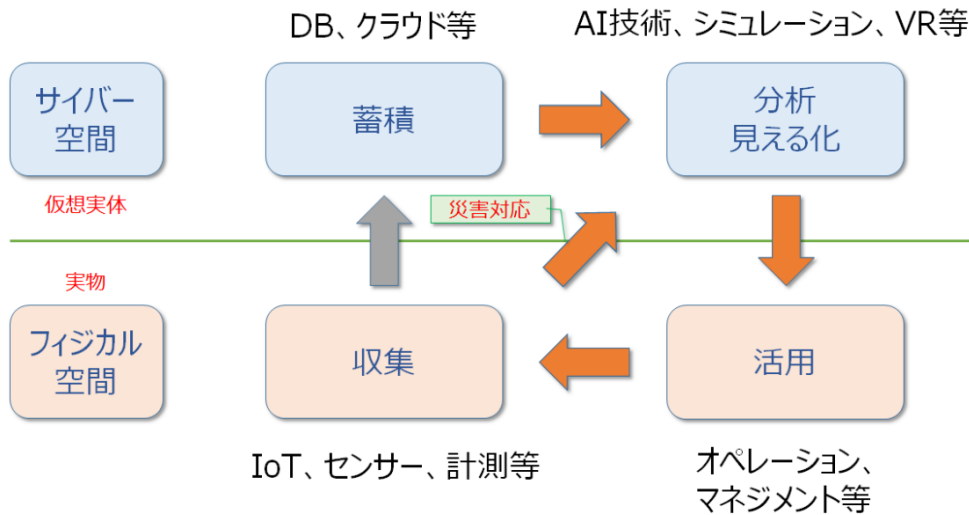 DB、クラウド等
AI技術、シミュレーション、VR等
サイバー
空間
蓄積
分析
見える化
仮想実体
災害対応
実物
フィジカル
空間
収集
活用
IoT、センサー、計測等
オペレーション、
マネジメント等